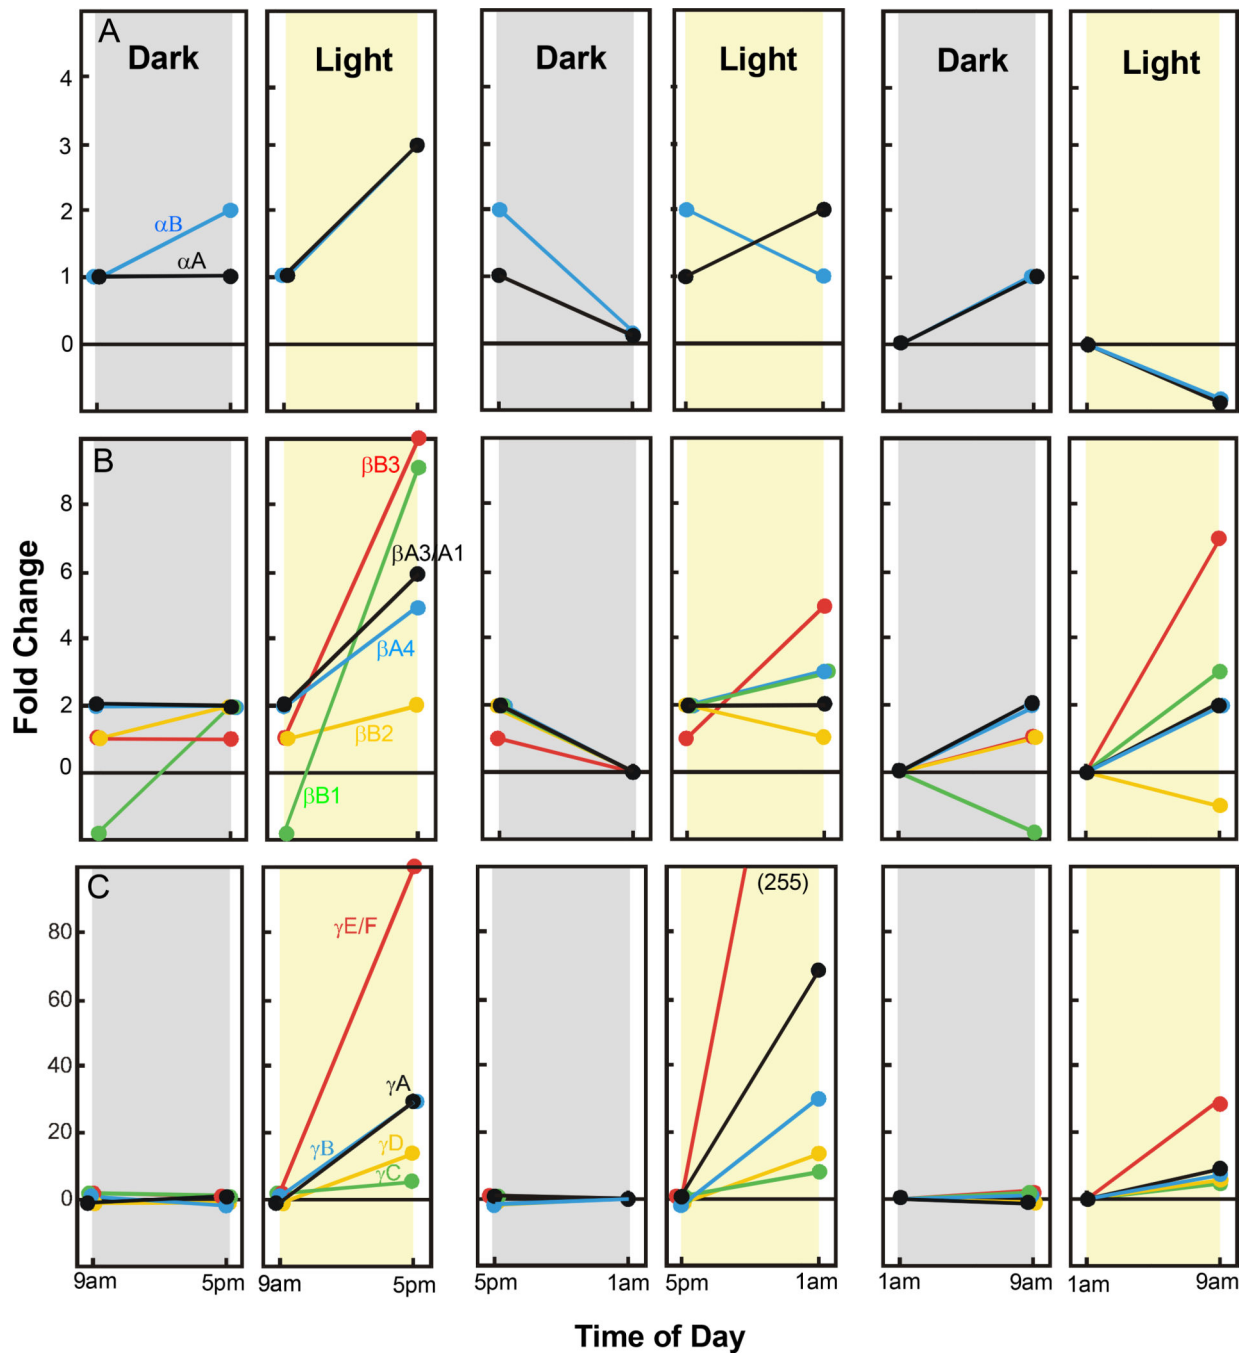 A
Dark
Light
Dark
Light
Dark
Light
4
3
2
1
0
αB
αA
B
8
6
4
2
0
βB3
βA3/A1
βA4
βB2
βB1
Fold Change
C
80
60
40
20
0
γE/F
γA
γB
γD
γC
(255)
9am
5pm
9am
5pm
5pm
1am
5pm
1am
1am
9am
1am
9am
Time of Day